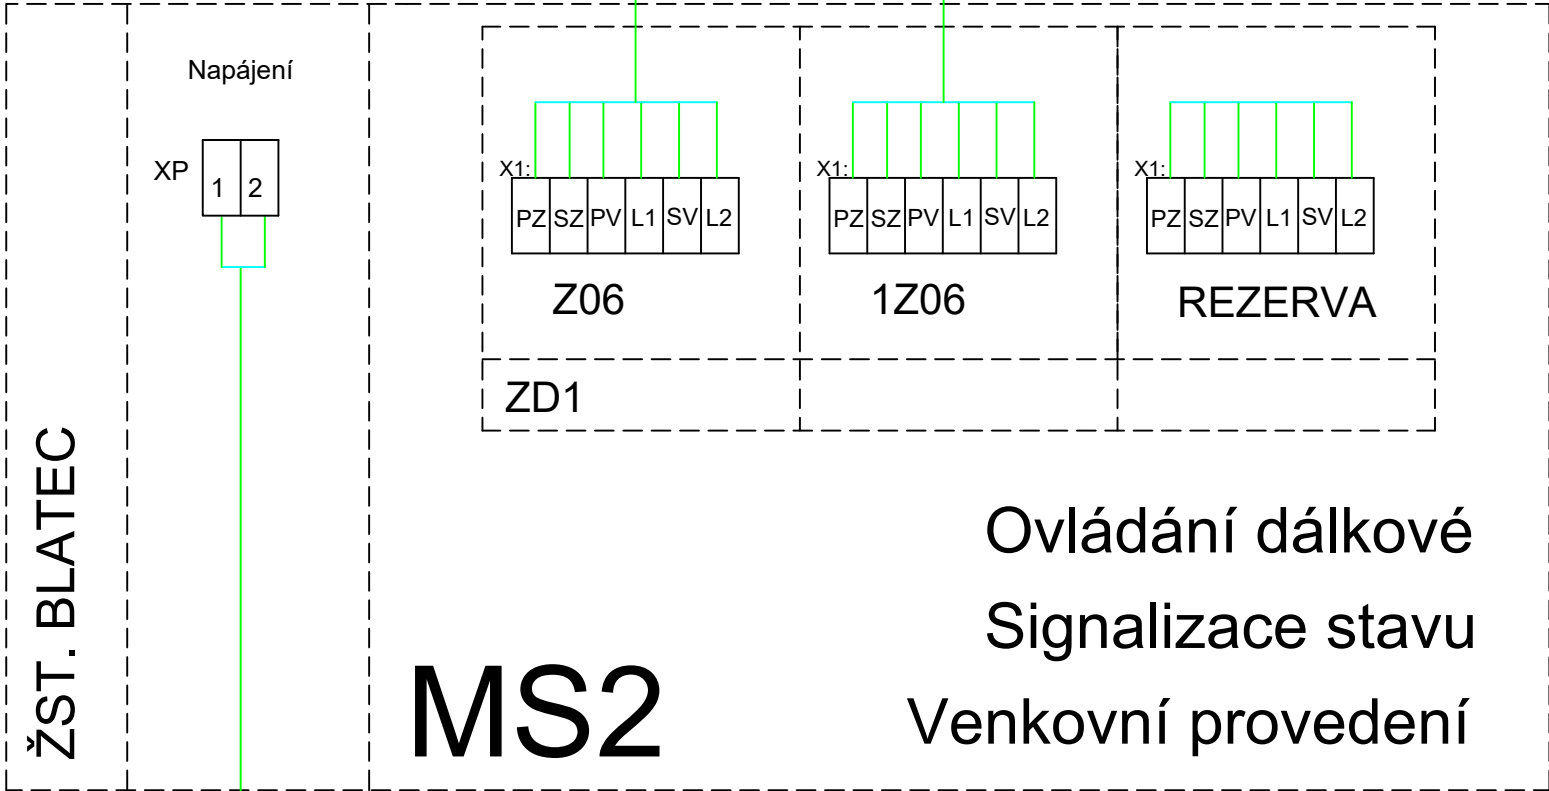 Napájení
XP
1 2
X1:
PZ SZ PV L1 SV L2
Z06
X1:
PZ SZ PV L1 SV L2
1Z06
X1:
PZ SZ PV L1 SV L2
REZERVA
ZD1
ŽST. BLATEC
MS2
Ovládání dálkové
Signalizace stavu
Venkovní provedení